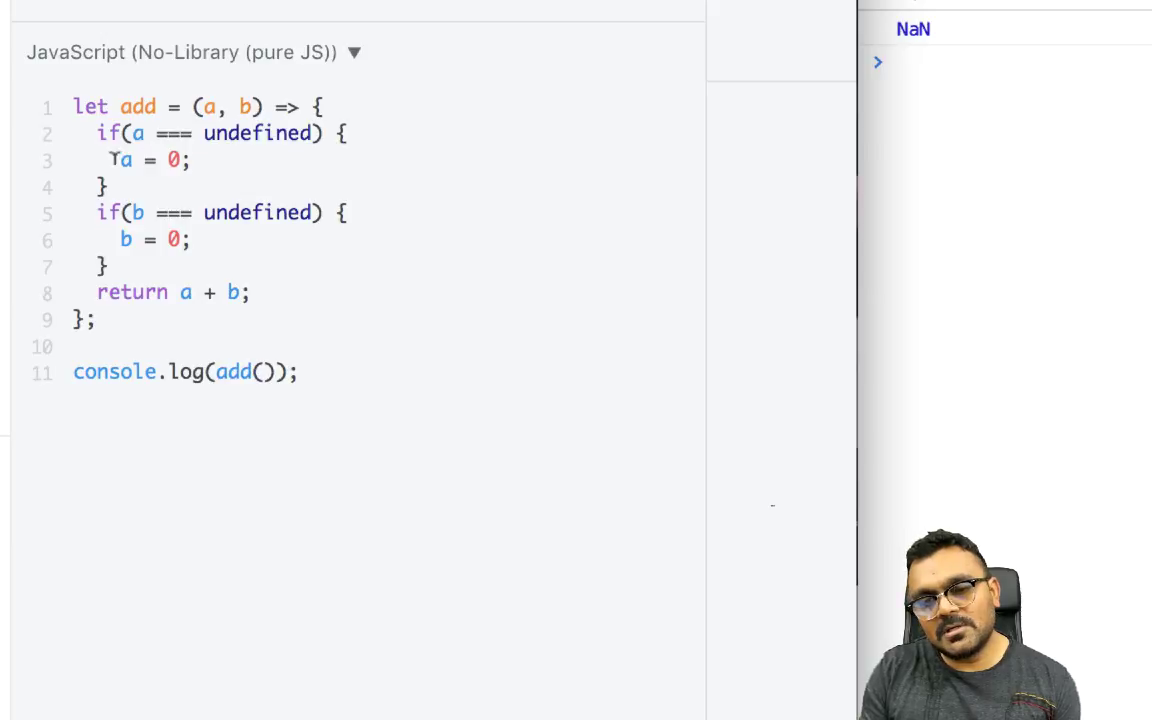 JavaScript (No-Library (pure JS)) ▼
1 let add = (a, b) => {
2 if(a === undefined) {
3 a = 0;
4 }
5 if(b === undefined) {
6 b = 0;
7 }
8 return a + b;
9 };
10
11 console.log(add());
NaN
>